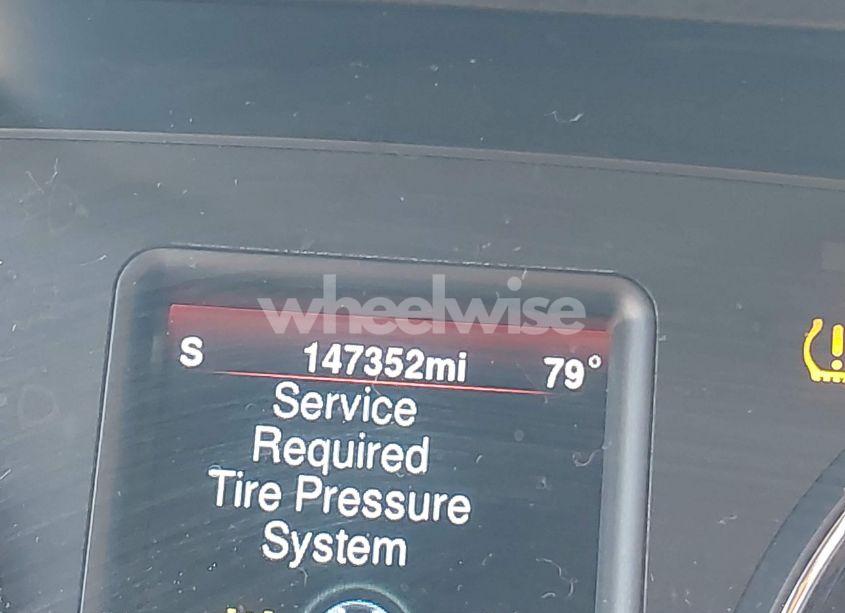 wheelwise
S 147352mi 79°
Service
Required
Tire Pressure
System